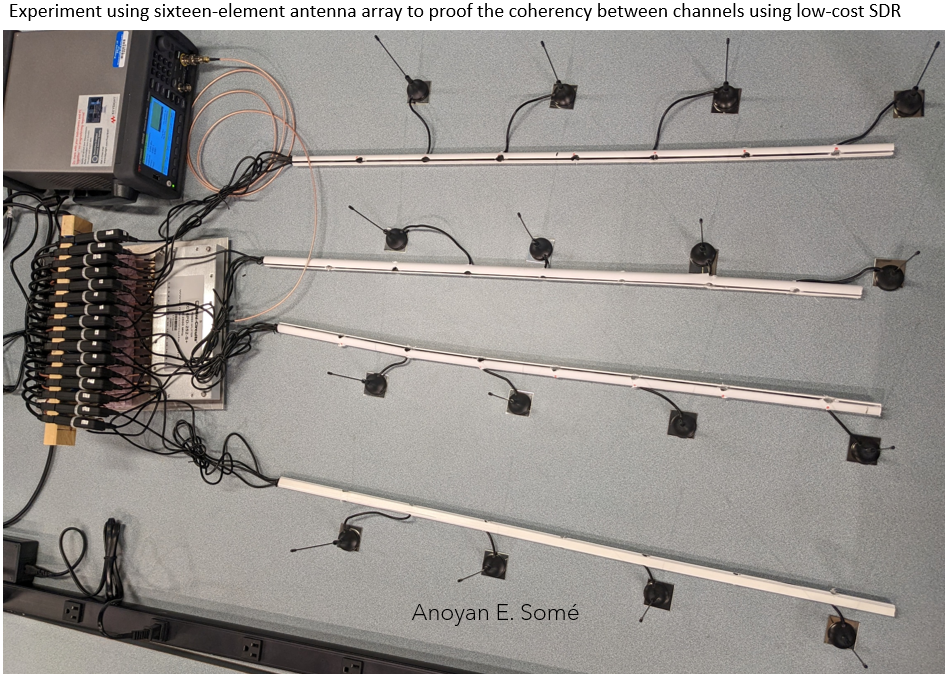 Experiment using sixteen-element antenna array to proof the coherency between channels using low-cost SDR
Anoyan E. Somé